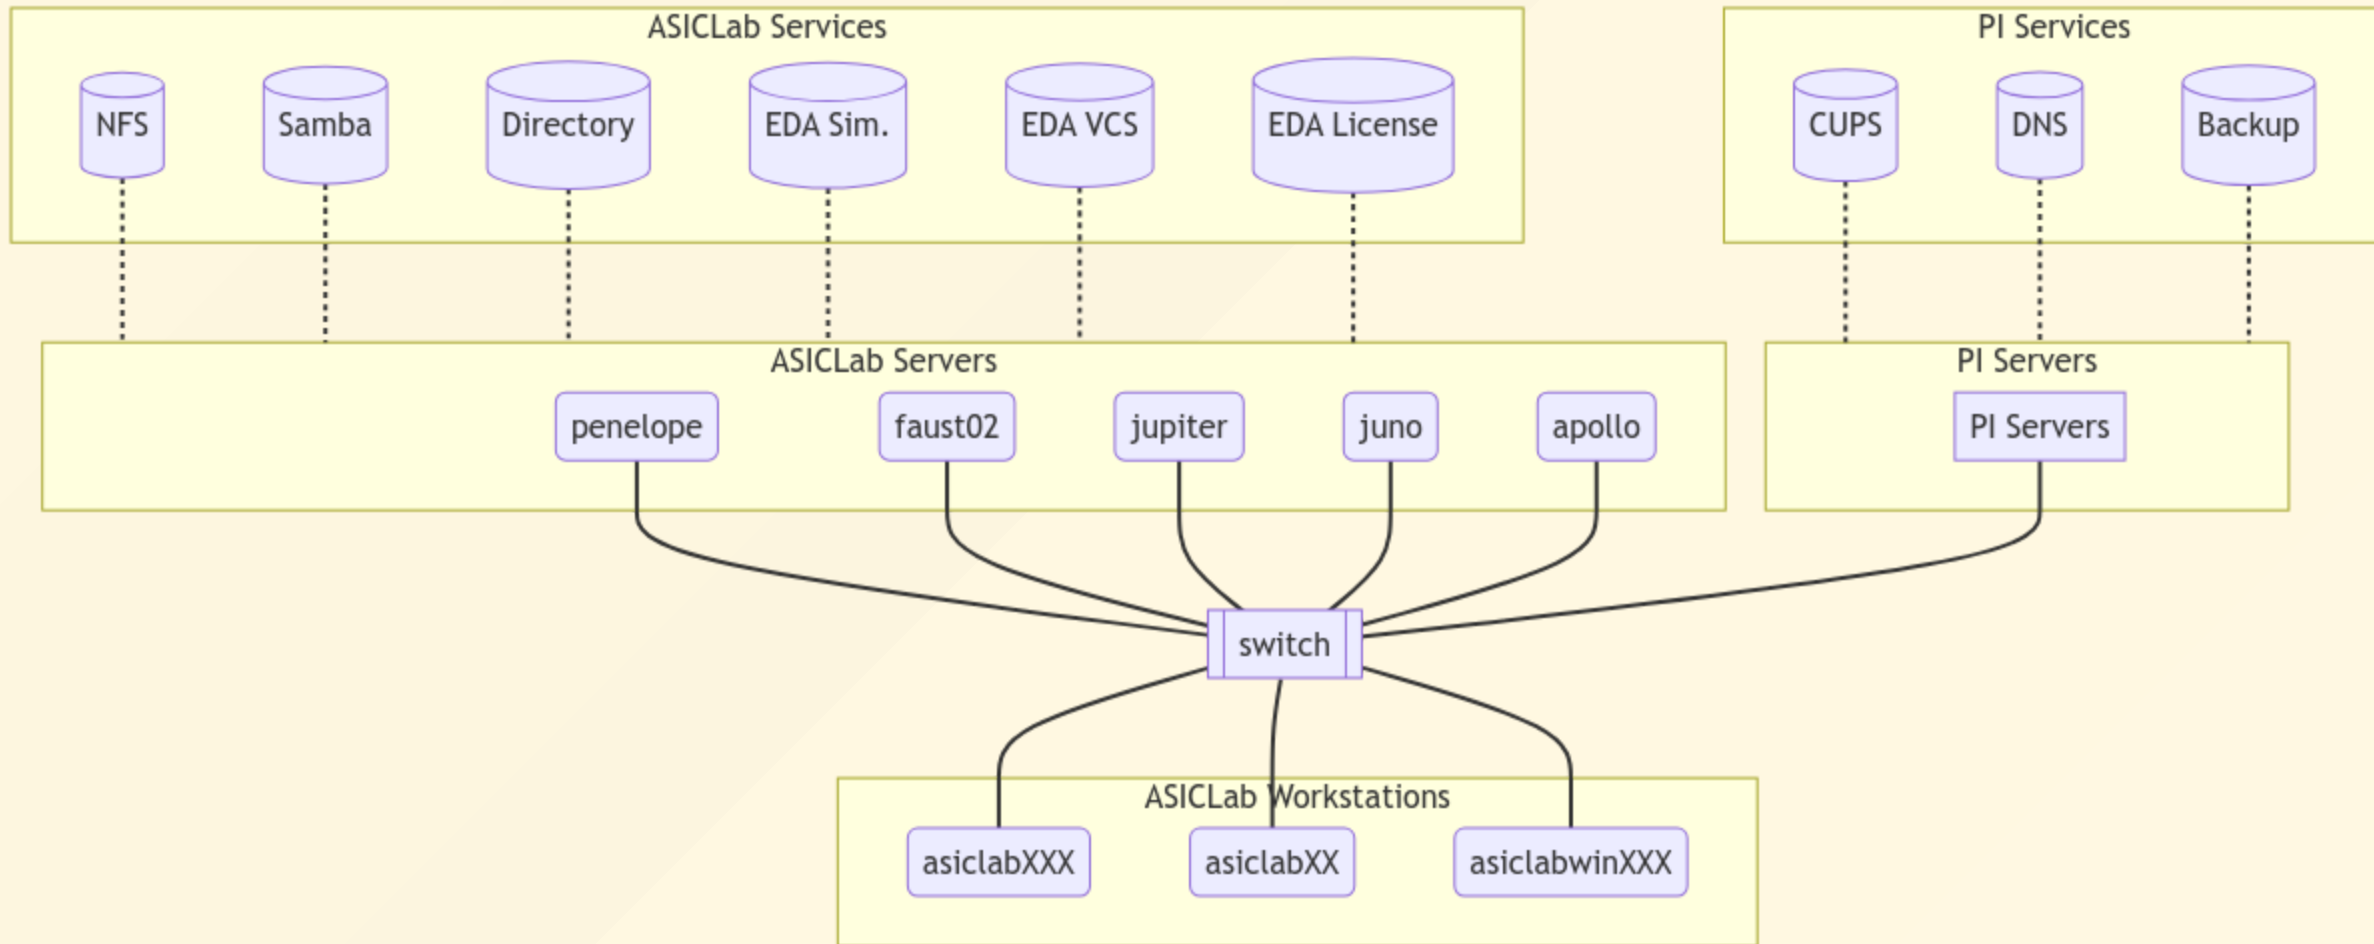 ASICLab Services
PI Services
NFS
Samba
Directory
EDA Sim.
EDA VCS
EDA License
CUPS
DNS
Backup
ASICLab Servers
PI Servers
penelope
faust02
jupiter
juno
apollo
PI Servers
switch
ASICLab Workstations
asiclabXXX
asiclabXX
asiclabwinXXX